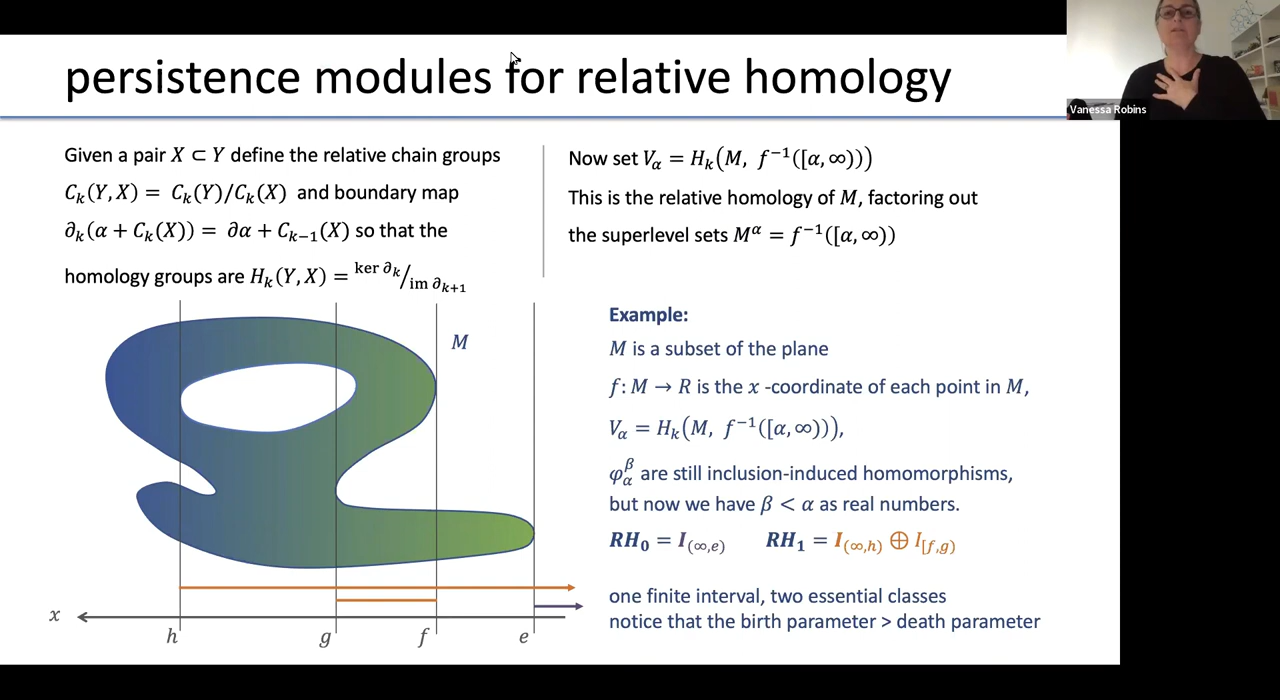 persistence modules for relative homology
Vanessa Robins
Given a pair X ⊂ Y define the relative chain groups
C_k(Y, X) = C_k(Y)/C_k(X) and boundary map
∂_k(α + C_k(X)) = ∂α + C_{k−1}(X) so that the
homology groups are H_k(Y, X) = ker ∂_k / im ∂_{k+1}
Now set V_α = H_k(M, f^{−1}([α, ∞)))
This is the relative homology of M, factoring out
the superlevel sets M^α = f^{−1}([α, ∞))
M
x
h
g
f
e
Example:
M is a subset of the plane
f: M → R is the x -coordinate of each point in M,
V_α = H_k(M, f^{−1}([α, ∞))),
φ_α^β are still inclusion-induced homomorphisms,
but now we have β < α as real numbers.
RH_0 = I_{(∞,e)} RH_1 = I_{(∞,h)} ⊕ I_{[f,g)}
one finite interval, two essential classes
notice that the birth parameter > death parameter